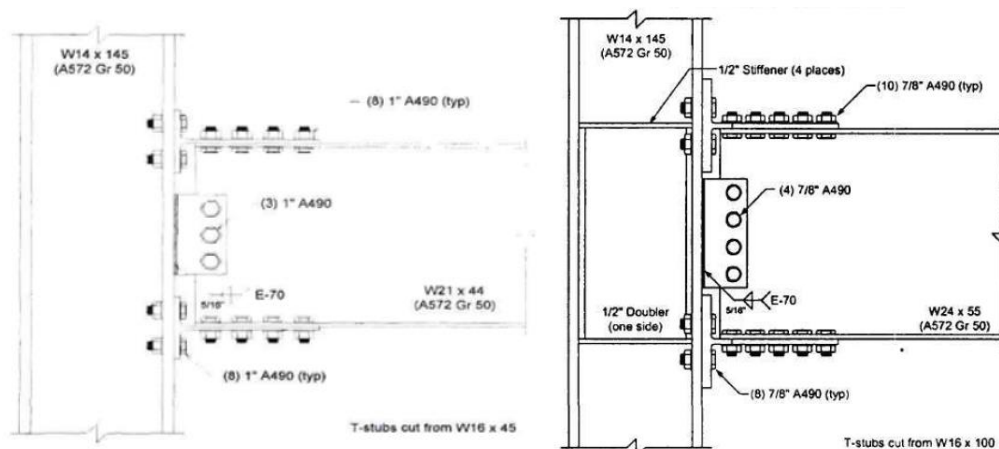 W14 x 145
(A572 Gr 50)
(8) 1" A490 (typ)
(3) 1" A490
E-70
5/16"
W21 x 44
(A572 Gr 50)
(8) 1" A490 (typ)
T-stubs cut from W16 x 45
W14 x 145
(A572 Gr 50)
1/2" Stiffener (4 places)
(10) 7/8" A490 (typ)
(4) 7/8" A490
E-70
5/16"
1/2" Doubler
(one side)
W24 x 55
(A572 Gr 50)
(8) 7/8" A490 (typ)
T-stubs cut from W16 x 100